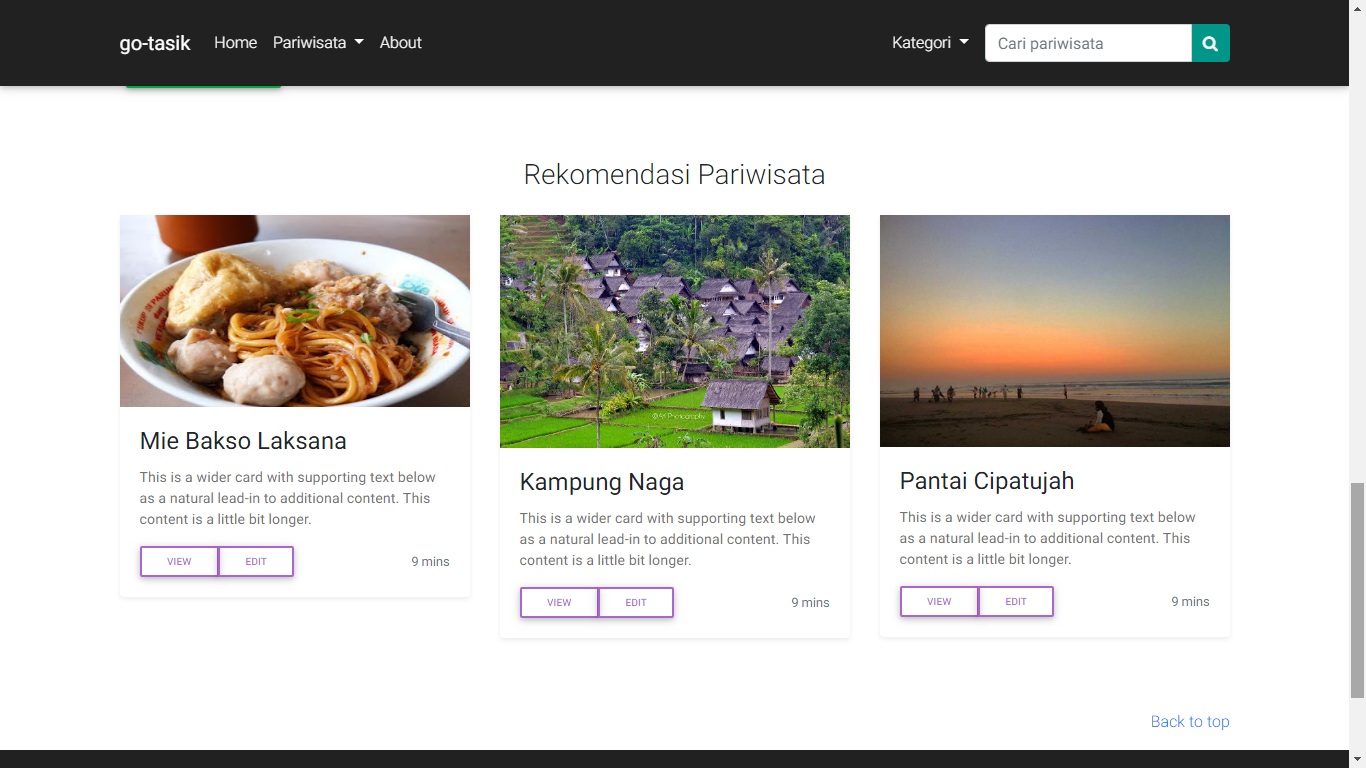 go-tasik Home Pariwisata About Kategori Cari pariwisata
Rekomendasi Pariwisata
© AK Photography
Mie Bakso Laksana
This is a wider card with supporting text below
as a natural lead-in to additional content. This
content is a little bit longer.
VIEW EDIT 9 mins
Kampung Naga
This is a wider card with supporting text below
as a natural lead-in to additional content. This
content is a little bit longer.
VIEW EDIT 9 mins
Pantai Cipatujah
This is a wider card with supporting text below
as a natural lead-in to additional content. This
content is a little bit longer.
VIEW EDIT 9 mins
Back to top